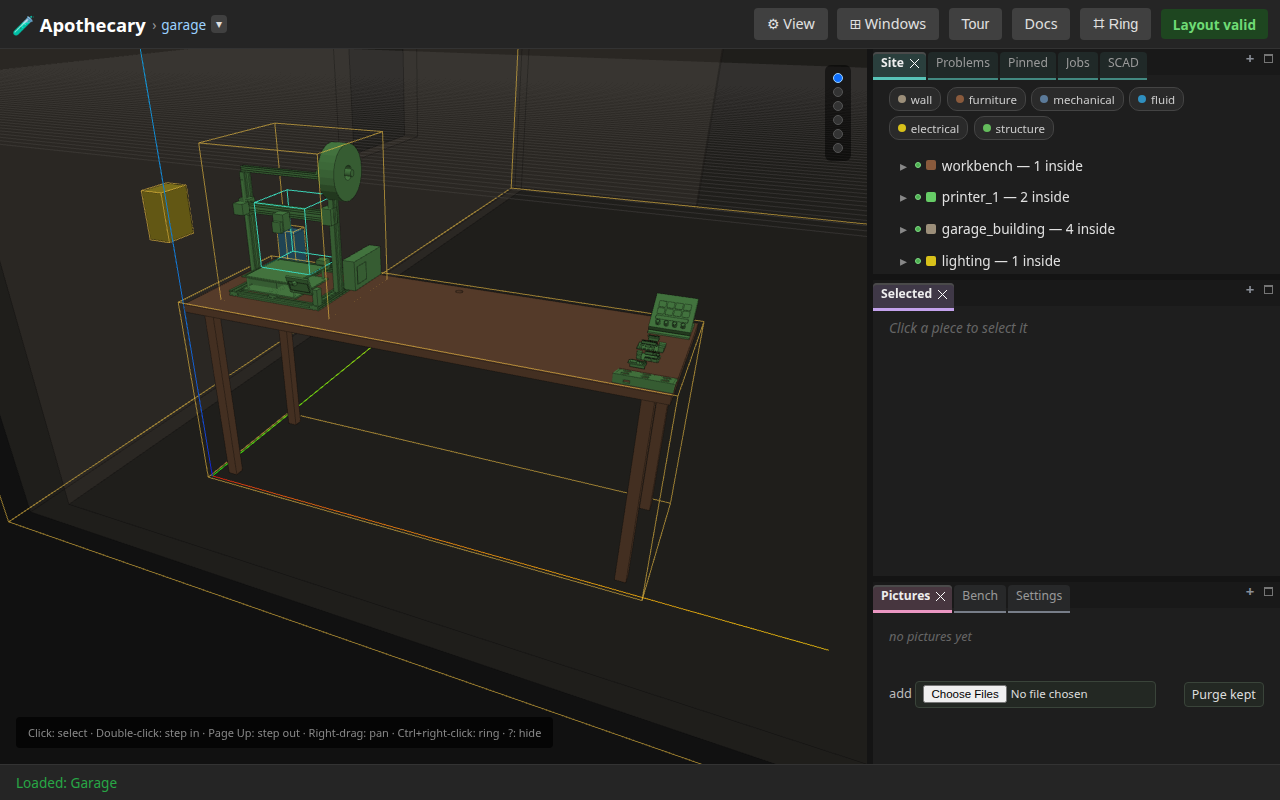 Apothecary › garage ▾
⚙ View
⊞ Windows
Tour
Docs
Ring
Layout valid
Site
Problems
Pinned
Jobs
SCAD
wall
furniture
mechanical
fluid
electrical
structure
workbench — 1 inside
printer_1 — 2 inside
garage_building — 4 inside
lighting — 1 inside
Selected
Click a piece to select it
Pictures
Bench
Settings
no pictures yet
add Choose Files No file chosen
Purge kept
Click: select · Double-click: step in · Page Up: step out · Right-drag: pan · Ctrl+right-click: ring · ?: hide
Loaded: Garage